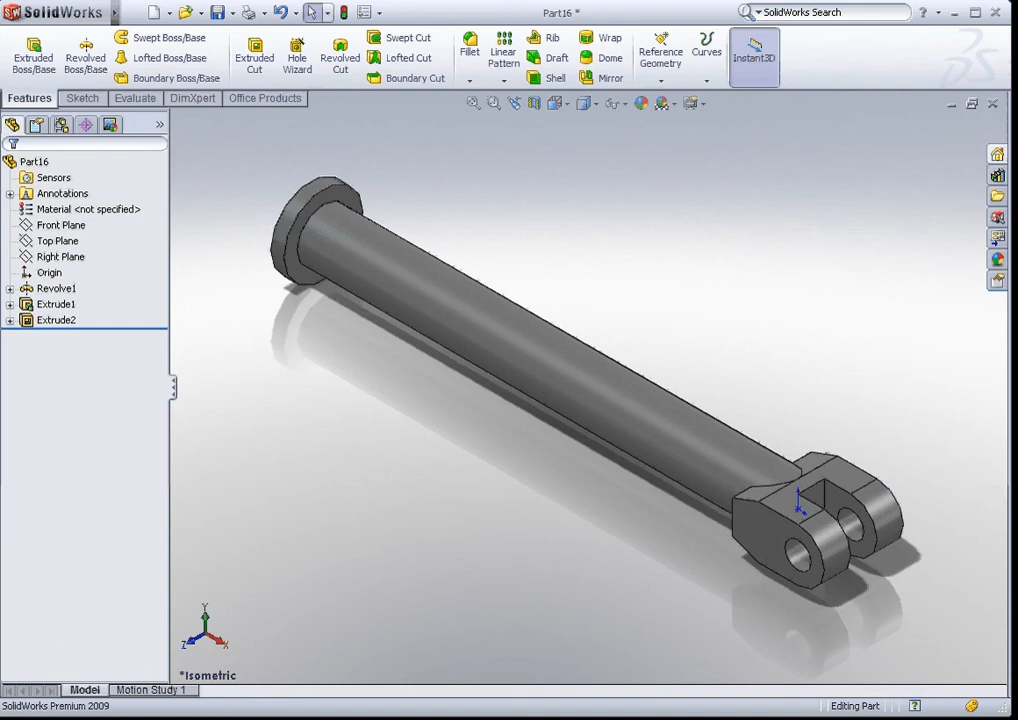 SolidWorks
Part16 *
SolidWorks Search
Extruded Boss/Base
Revolved Boss/Base
Swept Boss/Base
Lofted Boss/Base
Boundary Boss/Base
Extruded Cut
Hole Wizard
Revolved Cut
Swept Cut
Lofted Cut
Boundary Cut
Fillet
Linear Pattern
Rib
Draft
Shell
Wrap
Dome
Mirror
Reference Geometry
Curves
Instant3D
Features
Sketch
Evaluate
DimXpert
Office Products
Part16
Sensors
Annotations
Material <not specified>
Front Plane
Top Plane
Right Plane
Origin
Revolve1
Extrude1
Extrude2
Y
Z
X
*Isometric
Model
Motion Study 1
SolidWorks Premium 2009
Editing Part